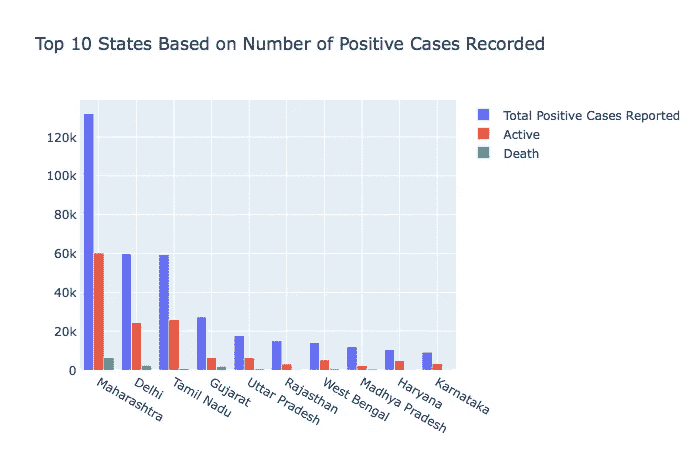 Top 10 States Based on Number of Positive Cases Recorded
Total Positive Cases Reported
Active
Death
120k
100k
80k
60k
40k
20k
0
Maharashtra
Delhi
Tamil Nadu
Gujarat
Uttar Pradesh
Rajasthan
West Bengal
Madhya Pradesh
Haryana
Karnataka